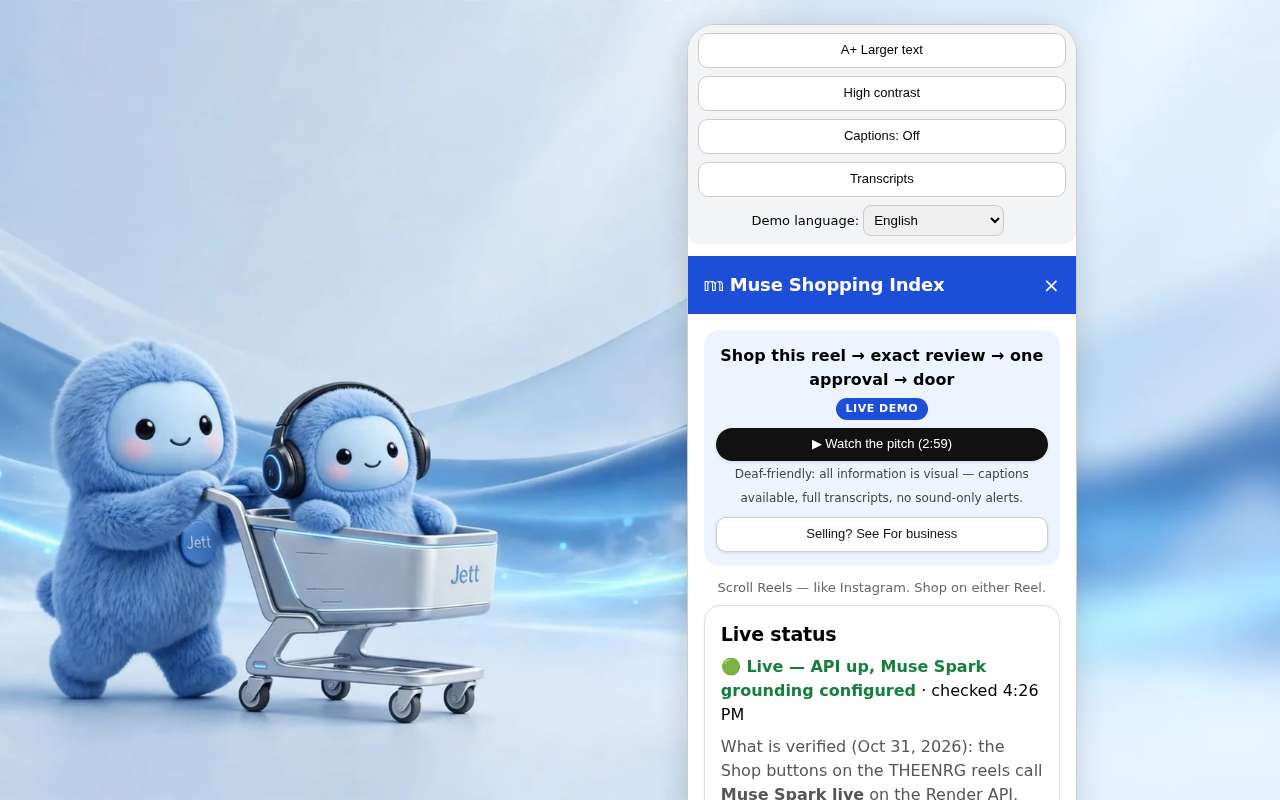 A+ Larger text
High contrast
Captions: Off
Transcripts
Demo language: English
𝕞 Muse Shopping Index ×
Shop this reel → exact review → one
approval → door
LIVE DEMO
▶ Watch the pitch (2:59)
Deaf-friendly: all information is visual — captions
available, full transcripts, no sound-only alerts.
Selling? See For business
Scroll Reels — like Instagram. Shop on either Reel.
Live status
🟢 Live — API up, Muse Spark
grounding configured · checked 4:26
PM
What is verified (Oct 31, 2026): the
Shop buttons on the THEENRG reels call
Muse Spark live on the Render API.
Jett
Jett